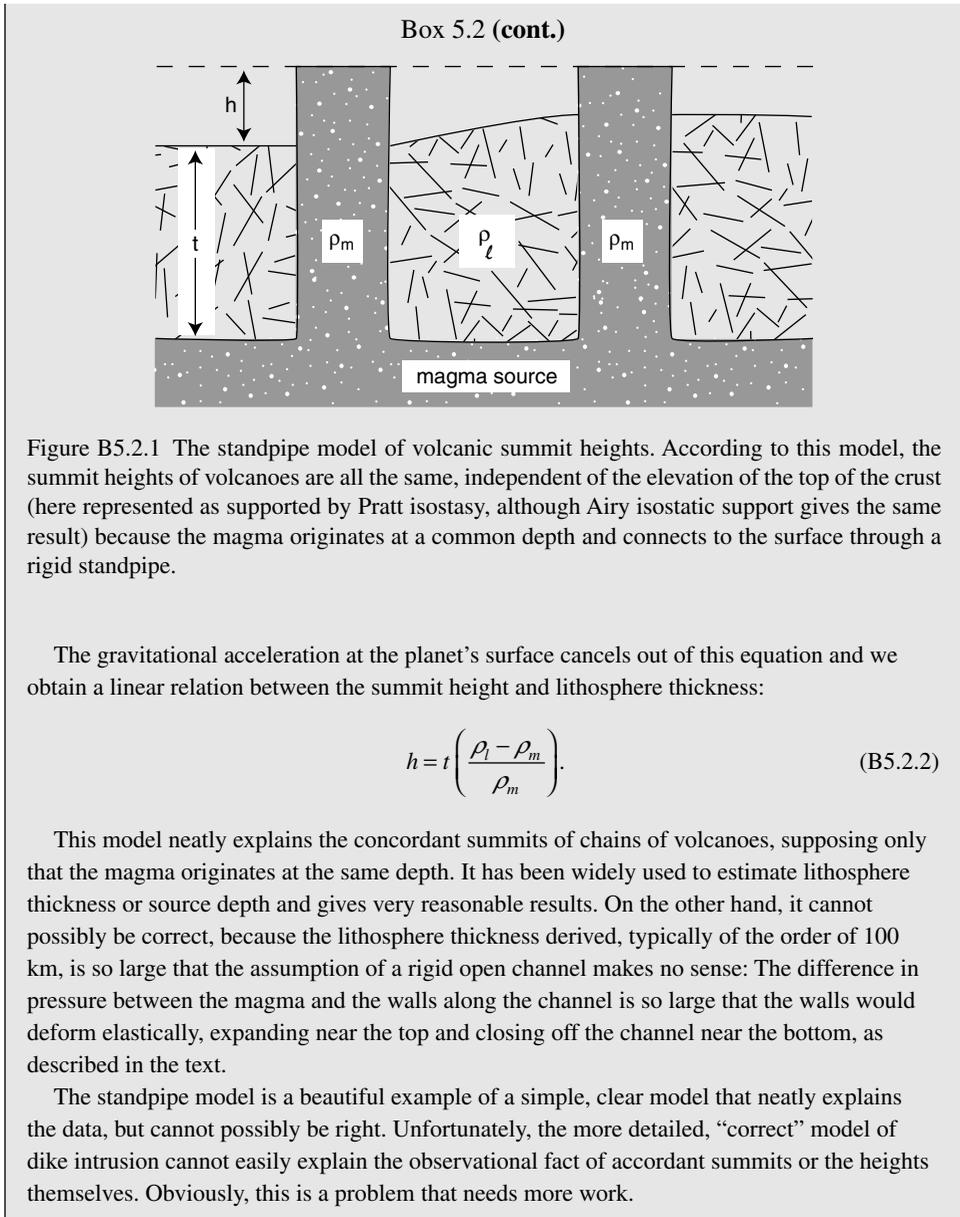 Box 5.2 (cont.)
h
t
ρm
ρℓ
ρm
magma source
Figure B5.2.1 The standpipe model of volcanic summit heights. According to this model, the
summit heights of volcanoes are all the same, independent of the elevation of the top of the crust
(here represented as supported by Pratt isostasy, although Airy isostatic support gives the same
result) because the magma originates at a common depth and connects to the surface through a
rigid standpipe.
The gravitational acceleration at the planet's surface cancels out of this equation and we
obtain a linear relation between the summit height and lithosphere thickness:
h = t ( (ρl − ρm) / ρm ). (B5.2.2)
This model neatly explains the concordant summits of chains of volcanoes, supposing only
that the magma originates at the same depth. It has been widely used to estimate lithosphere
thickness or source depth and gives very reasonable results. On the other hand, it cannot
possibly be correct, because the lithosphere thickness derived, typically of the order of 100
km, is so large that the assumption of a rigid open channel makes no sense: The difference in
pressure between the magma and the walls along the channel is so large that the walls would
deform elastically, expanding near the top and closing off the channel near the bottom, as
described in the text.
The standpipe model is a beautiful example of a simple, clear model that neatly explains
the data, but cannot possibly be right. Unfortunately, the more detailed, “correct” model of
dike intrusion cannot easily explain the observational fact of accordant summits or the heights
themselves. Obviously, this is a problem that needs more work.